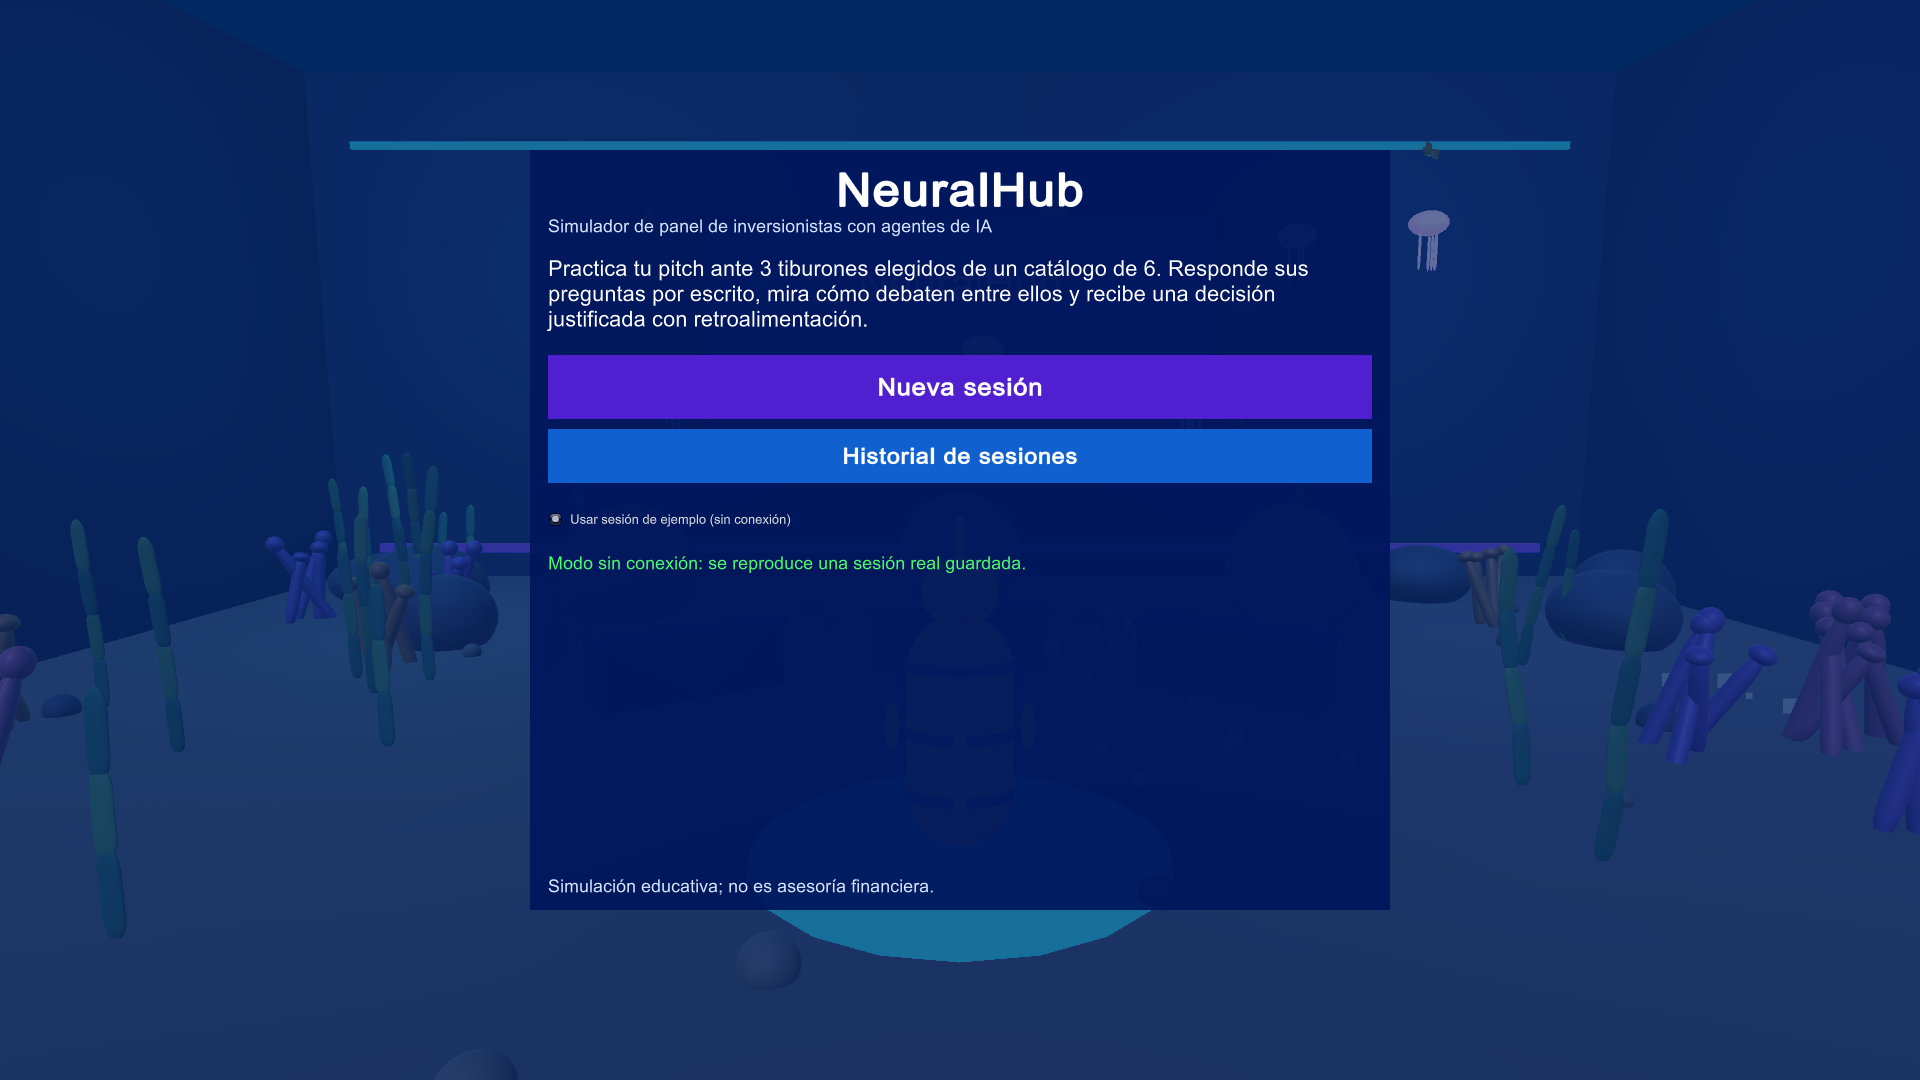 NeuralHub
Simulador de panel de inversionistas con agentes de IA
Practica tu pitch ante 3 tiburones elegidos de un catálogo de 6. Responde sus
preguntas por escrito, mira cómo debaten entre ellos y recibe una decisión
justificada con retroalimentación.
Nueva sesión
Historial de sesiones
Usar sesión de ejemplo (sin conexión)
Modo sin conexión: se reproduce una sesión real guardada.
Simulación educativa; no es asesoría financiera.